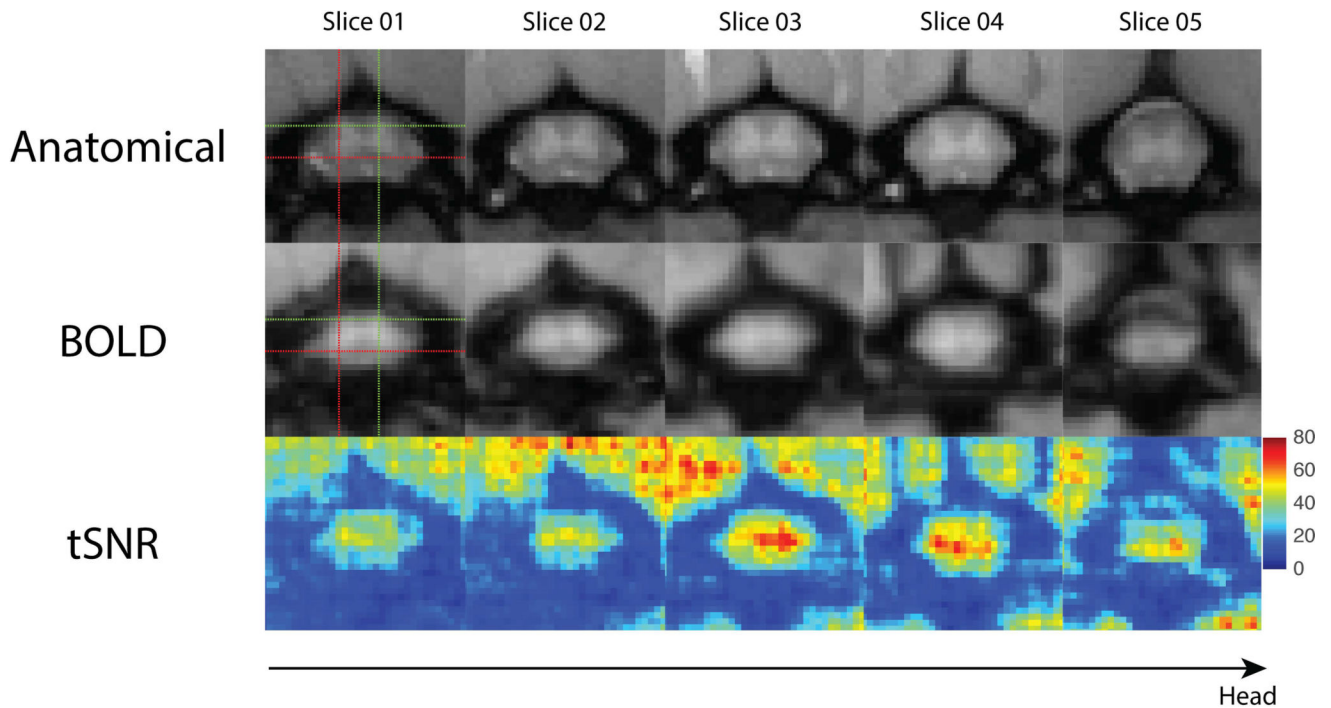 Slice 01
Slice 02
Slice 03
Slice 04
Slice 05
Anatomical
BOLD
tSNR
80
60
40
20
0
Head